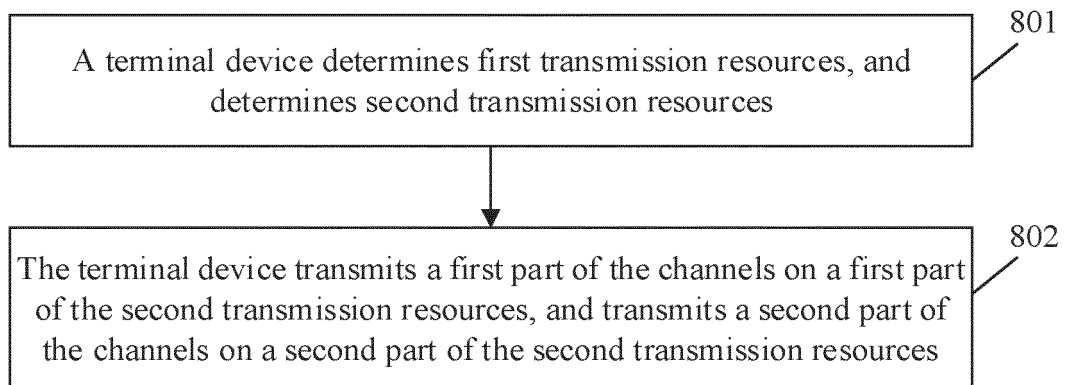 801
A terminal device determines first transmission resources, and
determines second transmission resources
802
The terminal device transmits a first part of the channels on a first part
of the second transmission resources, and transmits a second part of
the channels on a second part of the second transmission resources